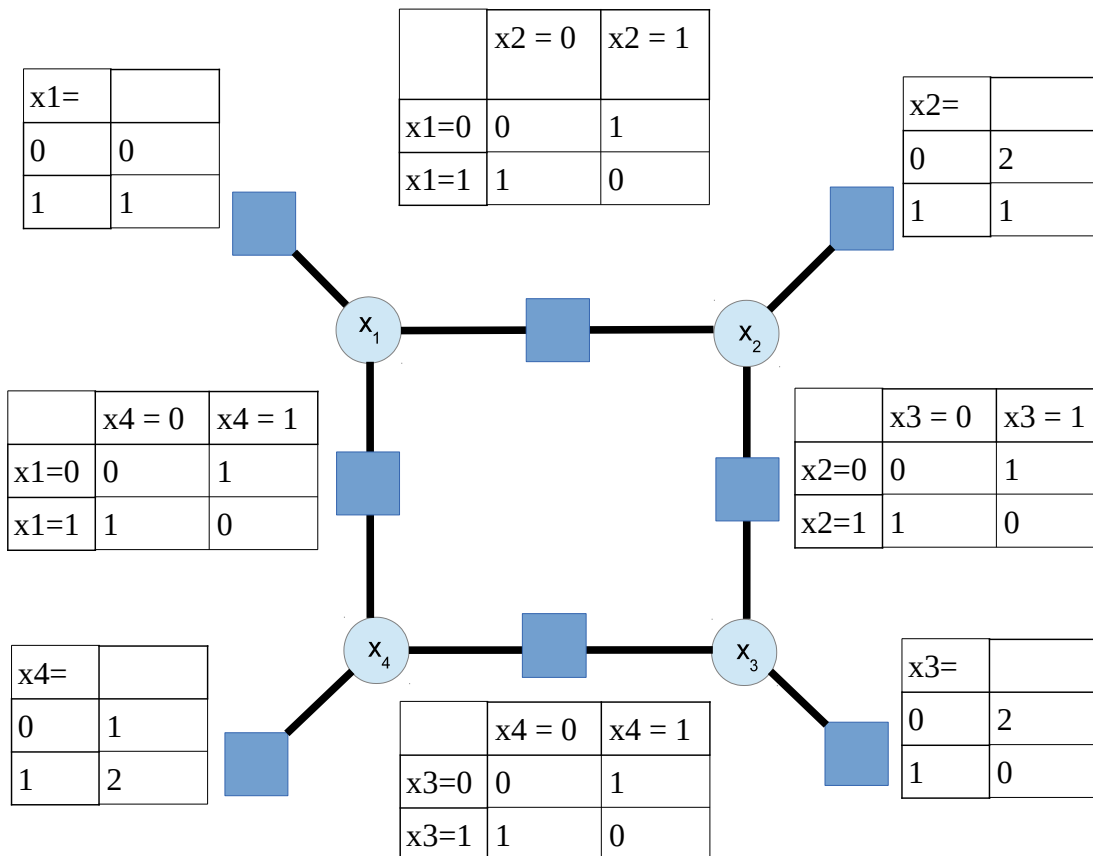 x2 = 0 x2 = 1
x1=0 0 1
x1=1 1 0
x1=
0 0
1 1
x2=
0 2
1 1
x1
x2
x4 = 0 x4 = 1
x1=0 0 1
x1=1 1 0
x3 = 0 x3 = 1
x2=0 0 1
x2=1 1 0
x4
x3
x4=
0 1
1 2
x4 = 0 x4 = 1
x3=0 0 1
x3=1 1 0
x3=
0 2
1 0